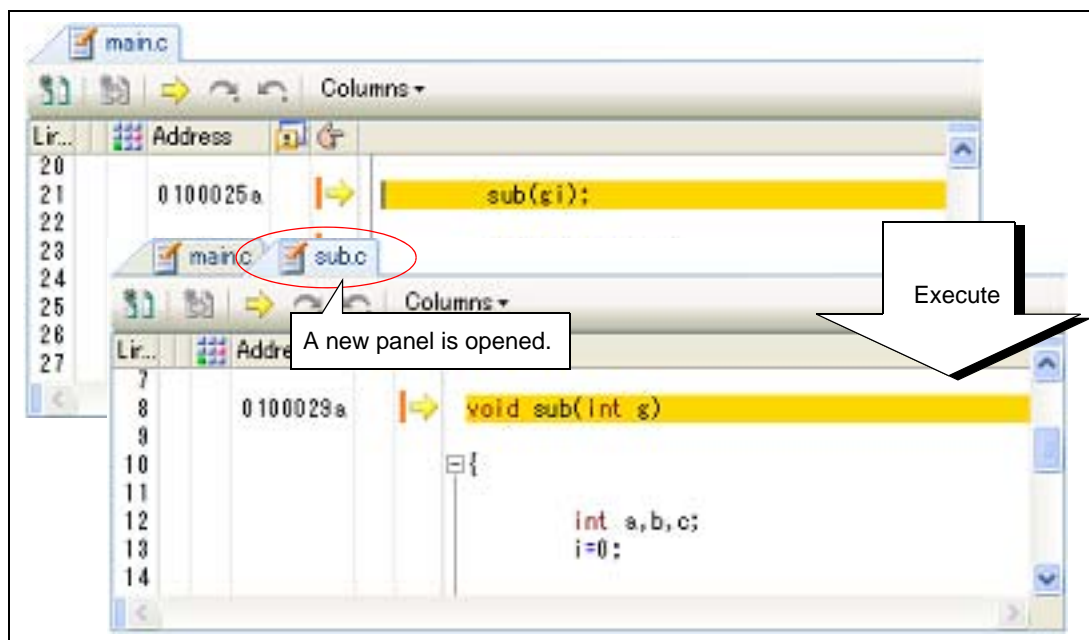 main.c
Columns
Lir... Address
20
21 0100025a sub(gi);
22
23
24
25
26
27
main.c sub.c
Columns
A new panel is opened.
Execute
Lir... Addre
7
8 0100029a void sub(int g)
9
10 {
11
12 int a,b,c;
13 i=0;
14